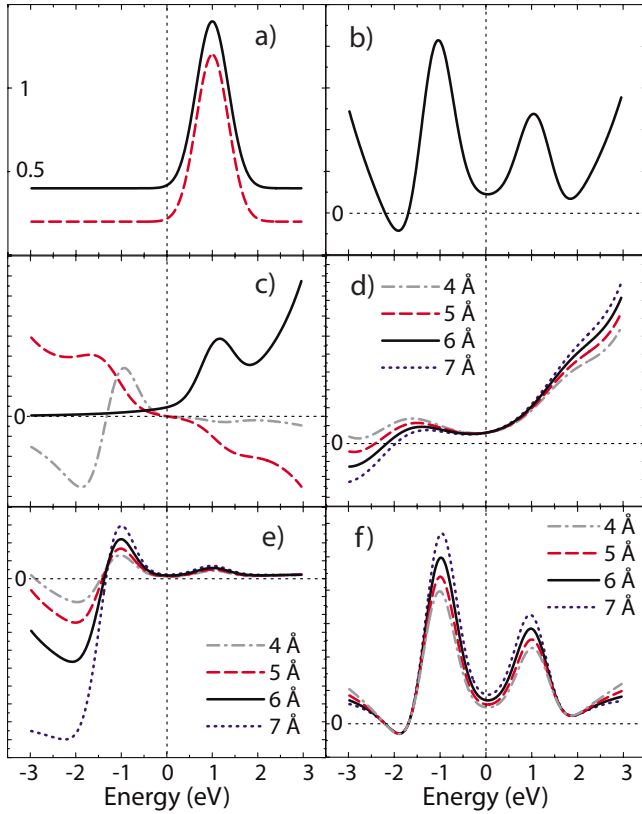 a)
b)
1
0.5
0
c)
d)
4 Å
5 Å
6 Å
7 Å
0
0
e)
f)
4 Å
5 Å
6 Å
7 Å
0
4 Å
5 Å
6 Å
7 Å
0
-3 -2 -1 0 1 2 3
-3 -2 -1 0 1 2 3
Energy (eV)
Energy (eV)